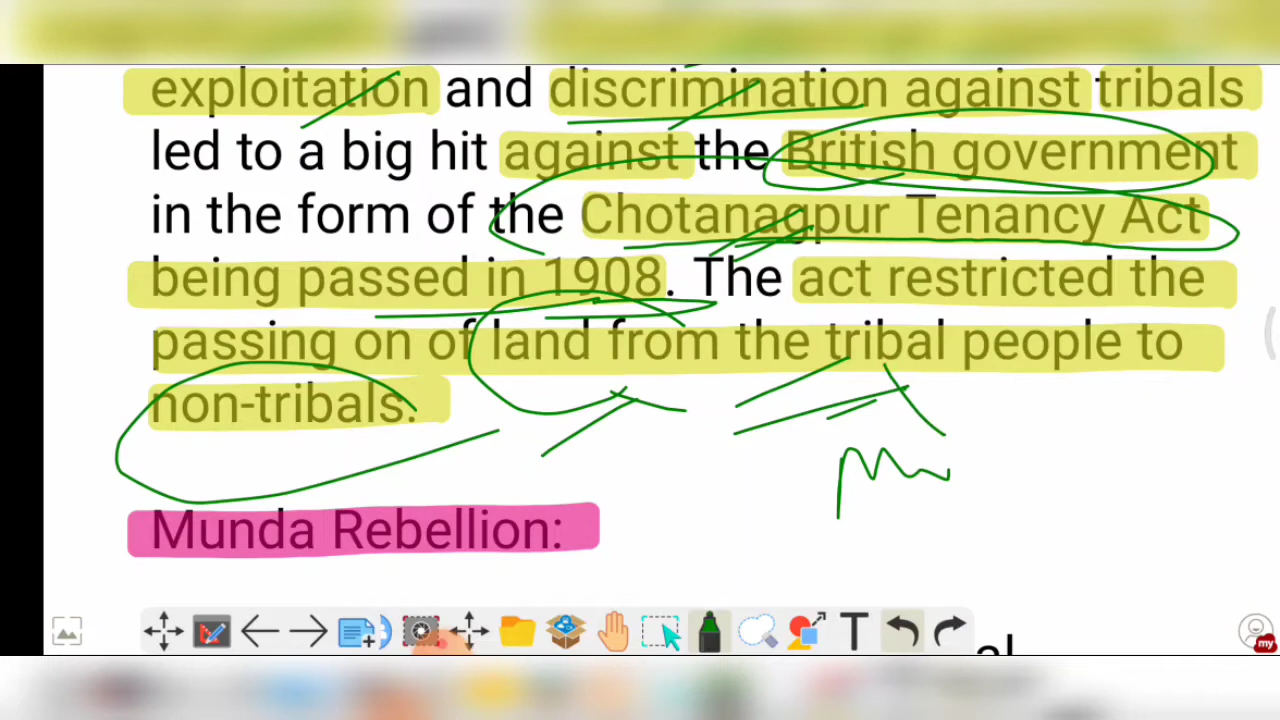 exploitation and discrimination against tribals
led to a big hit against the British government
in the form of the Chotanagpur Tenancy Act
being passed in 1908. The act restricted the
passing on of land from the tribal people to
non-tribals.
Munda Rebellion:
T
my